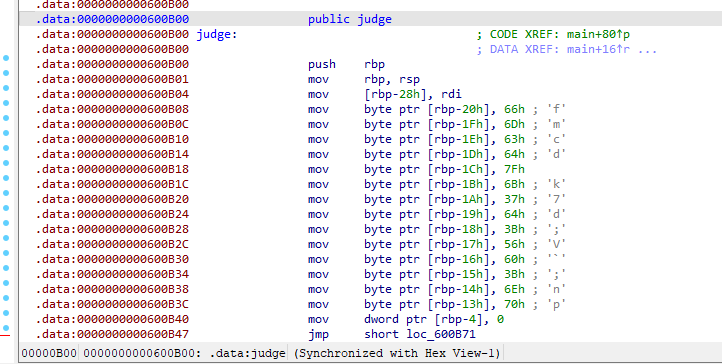 .data:0000000000600B00
.data:0000000000600B00 public judge
.data:0000000000600B00 judge: ; CODE XREF: main+80↑p
.data:0000000000600B00 ; DATA XREF: main+16↑r ...
.data:0000000000600B00 push rbp
.data:0000000000600B01 mov rbp, rsp
.data:0000000000600B04 mov [rbp-28h], rdi
.data:0000000000600B08 mov byte ptr [rbp-20h], 66h ; 'f'
.data:0000000000600B0C mov byte ptr [rbp-1Fh], 6Dh ; 'm'
.data:0000000000600B10 mov byte ptr [rbp-1Eh], 63h ; 'c'
.data:0000000000600B14 mov byte ptr [rbp-1Dh], 64h ; 'd'
.data:0000000000600B18 mov byte ptr [rbp-1Ch], 7Fh
.data:0000000000600B1C mov byte ptr [rbp-1Bh], 6Bh ; 'k'
.data:0000000000600B20 mov byte ptr [rbp-1Ah], 37h ; '7'
.data:0000000000600B24 mov byte ptr [rbp-19h], 64h ; 'd'
.data:0000000000600B28 mov byte ptr [rbp-18h], 3Bh ; ';'
.data:0000000000600B2C mov byte ptr [rbp-17h], 56h ; 'V'
.data:0000000000600B30 mov byte ptr [rbp-16h], 60h ; '`'
.data:0000000000600B34 mov byte ptr [rbp-15h], 3Bh ; ';'
.data:0000000000600B38 mov byte ptr [rbp-14h], 6Eh ; 'n'
.data:0000000000600B3C mov byte ptr [rbp-13h], 70h ; 'p'
.data:0000000000600B40 mov dword ptr [rbp-4], 0
.data:0000000000600B47 jmp short loc_600B71
00000B00 0000000000600B00: .data:judge (Synchronized with Hex View-1)